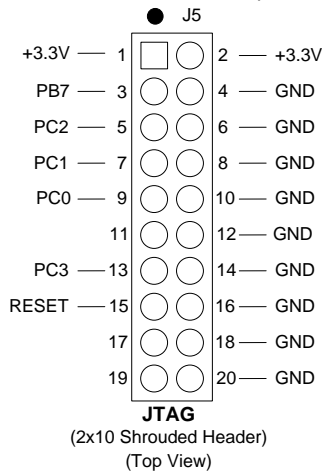 J5
+3.3V 1 2 +3.3V
PB7 3 4 GND
PC2 5 6 GND
PC1 7 8 GND
PC0 9 10 GND
11 12 GND
PC3 13 14 GND
RESET 15 16 GND
17 18 GND
19 20 GND
JTAG
(2x10 Shrouded Header)
(Top View)